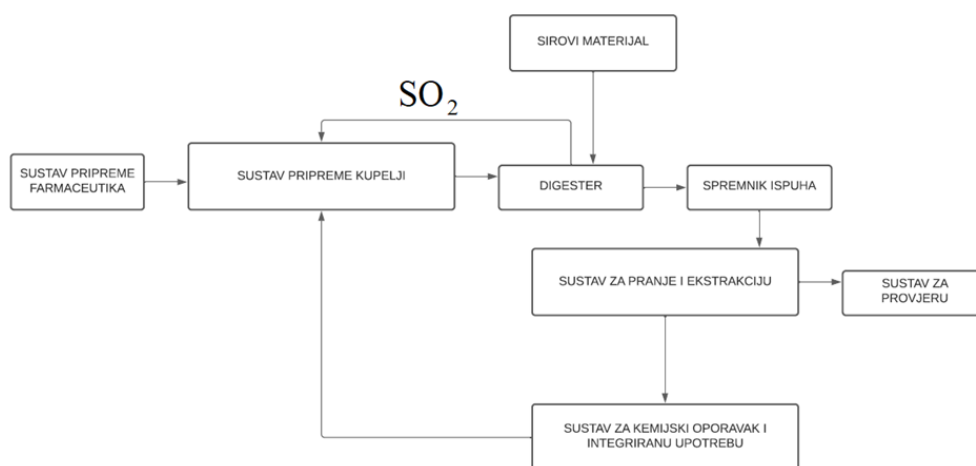 SIROVI MATERIJAL
SO2
SUSTAV PRIPREME
FARMACEUTIKA
SUSTAV PRIPREME KUPELJI
DIGESTER
SPREMNIK ISPUHA
SUSTAV ZA PRANJE I EKSTRAKCIJU
SUSTAV ZA
PROVJERU
SUSTAV ZA KEMIJSKI OPORAVAK I
INTEGRIRANU UPOTREBU